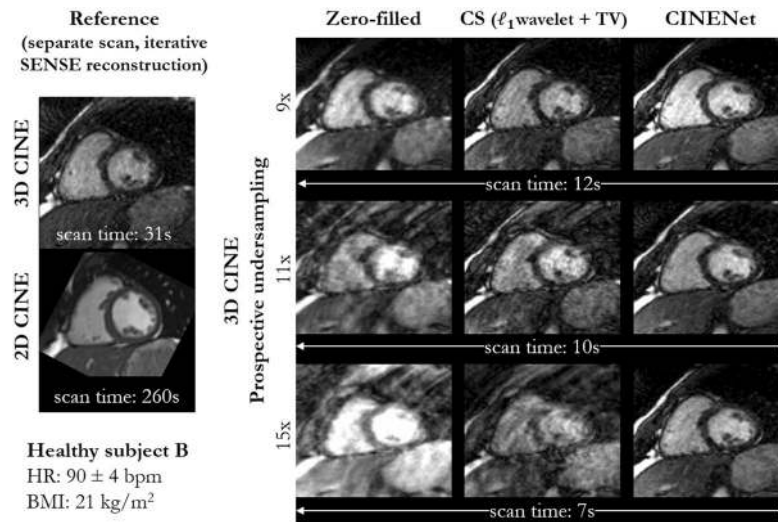 Reference
(separate scan, iterative
SENSE reconstruction)
3D CINE
scan time: 31s
2D CINE
scan time: 260s
Healthy subject B
HR: 90 ± 4 bpm
BMI: 21 kg/m²
Zero-filled
CS (ℓ₁ wavelet + TV)
CINENet
3D CINE
Prospective undersampling
9x
scan time: 12s
11x
scan time: 10s
15x
scan time: 7s